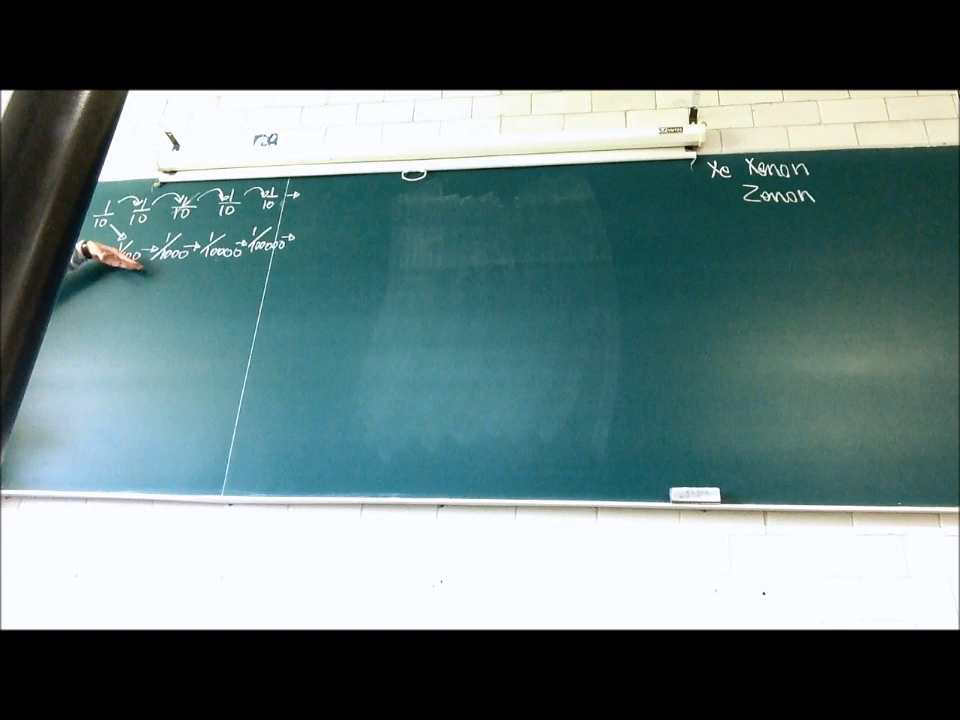 1/10 → 1/10 → 1/10 → 1/10 → 1/10 →
1/100 → 1/1000 → 1/10000 → 1/100000 →
Xe Xenon
Zenon